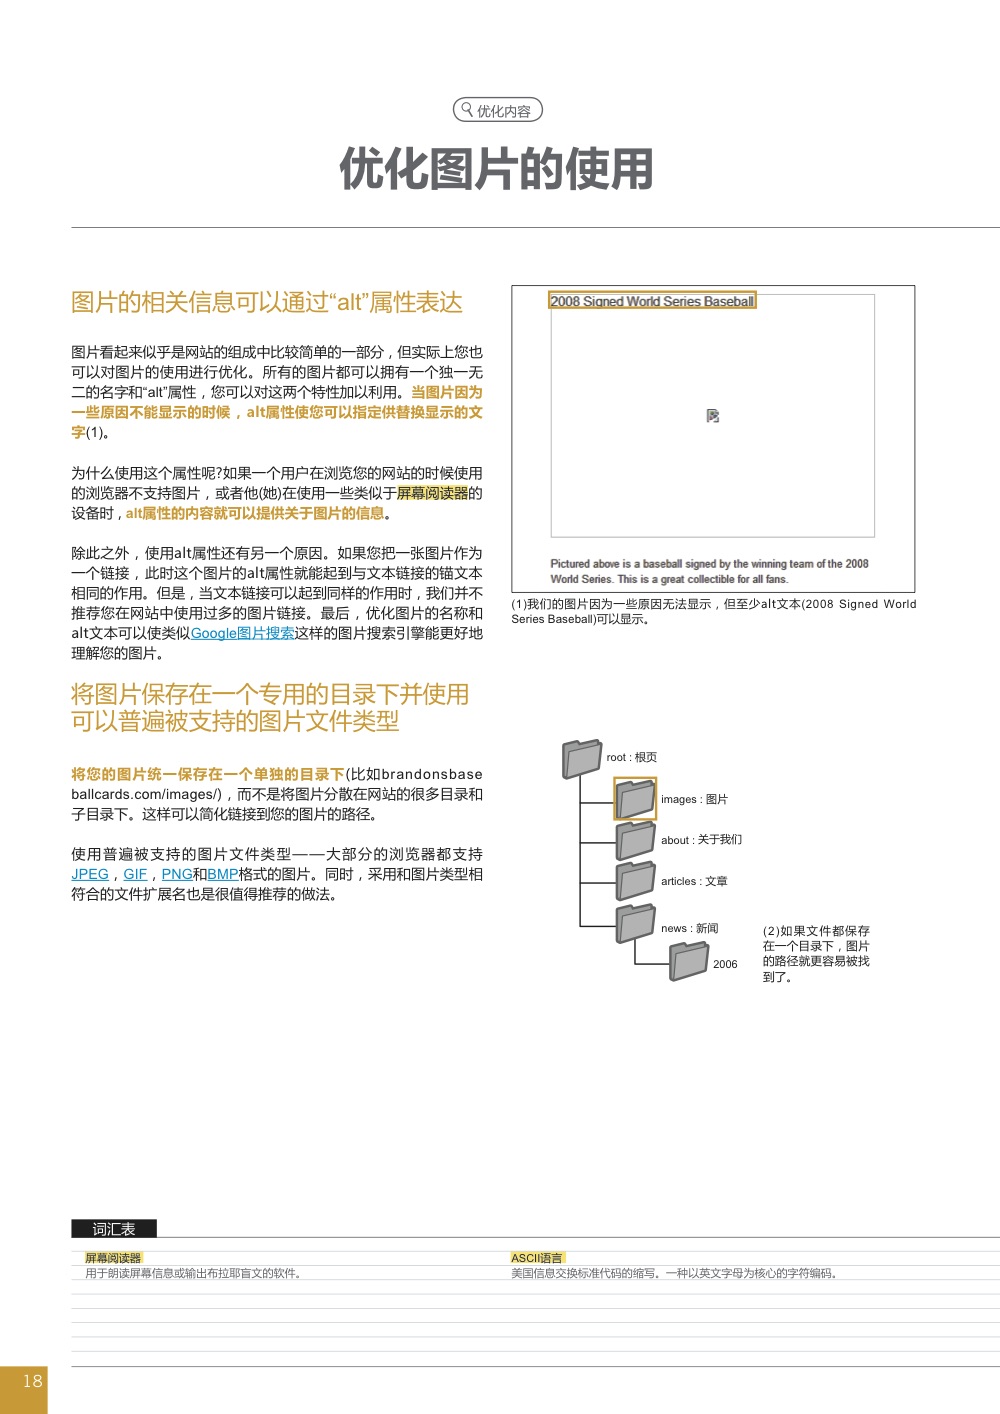 优化内容
优化图片的使用
图片的相关信息可以通过“alt”属性表达
图片看起来似乎是网站的组成中比较简单的一部分，但实际上您也
可以对图片的使用进行优化。所有的图片都可以拥有一个独一无
二的名字和“alt”属性，您可以对这两个特性加以利用。当图片因为
一些原因不能显示的时候，alt属性使您可以指定供替换显示的文
字(1)。
为什么使用这个属性呢?如果一个用户在浏览您的网站的时候使用
的浏览器不支持图片，或者他(她)在使用一些类似于屏幕阅读器的
设备时，alt属性的内容就可以提供关于图片的信息。
除此之外，使用alt属性还有另一个原因。如果您把一张图片作为
一个链接，此时这个图片的alt属性就能起到与文本链接的锚文本
相同的作用。但是，当文本链接可以起到同样的作用时，我们并不
推荐您在网站中使用过多的图片链接。最后，优化图片的名称和
alt文本可以使类似Google图片搜索这样的图片搜索引擎能更好地
理解您的图片。
将图片保存在一个专用的目录下并使用
可以普遍被支持的图片文件类型
将您的图片统一保存在一个单独的目录下(比如brandonsbase
ballcards.com/images/)，而不是将图片分散在网站的很多目录和
子目录下。这样可以简化链接到您的图片的路径。
使用普遍被支持的图片文件类型——大部分的浏览器都支持
JPEG，GIF，PNG和BMP格式的图片。同时，采用和图片类型相
符合的文件扩展名也是很值得推荐的做法。
2008 Signed World Series Baseball
Pictured above is a baseball signed by the winning team of the 2008
World Series. This is a great collectible for all fans.
(1)我们的图片因为一些原因无法显示，但至少alt文本(2008 Signed World
Series Baseball)可以显示。
root : 根页
images : 图片
about : 关于我们
articles : 文章
news : 新闻
2006
(2)如果文件都保存
在一个目录下，图片
的路径就更容易被找
到了。
词汇表
屏幕阅读器
用于朗读屏幕信息或输出布拉耶盲文的软件。
ASCII语言
美国信息交换标准代码的缩写。一种以英文字母为核心的字符编码。
18